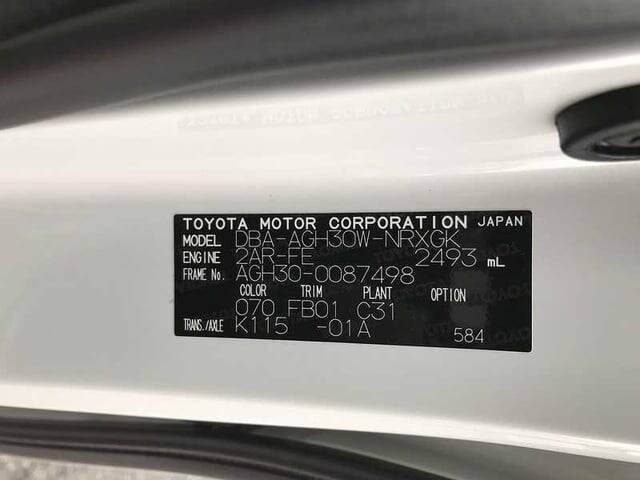 TOYOTA MOTOR CORPORATION JAPAN
MODEL DBA-AGH30W-NRXGK
ENGINE 2AR-FE 2493 mL
FRAME No. AGH30-0087498
COLOR TRIM PLANT OPTION
070 FB01 C31
TRANS./AXLE K115 -01A 584